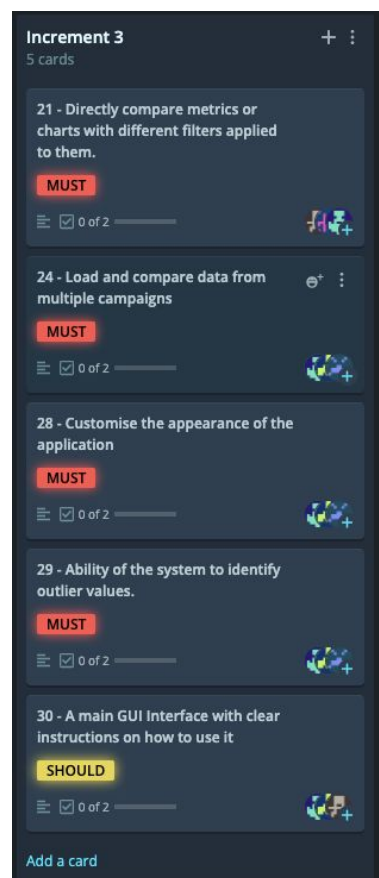 Increment 3
5 cards
21 - Directly compare metrics or
charts with different filters applied
to them.
MUST
0 of 2
24 - Load and compare data from
multiple campaigns
MUST
0 of 2
28 - Customise the appearance of the
application
MUST
0 of 2
29 - Ability of the system to identify
outlier values.
MUST
0 of 2
30 - A main GUI Interface with clear
instructions on how to use it
SHOULD
0 of 2
Add a card